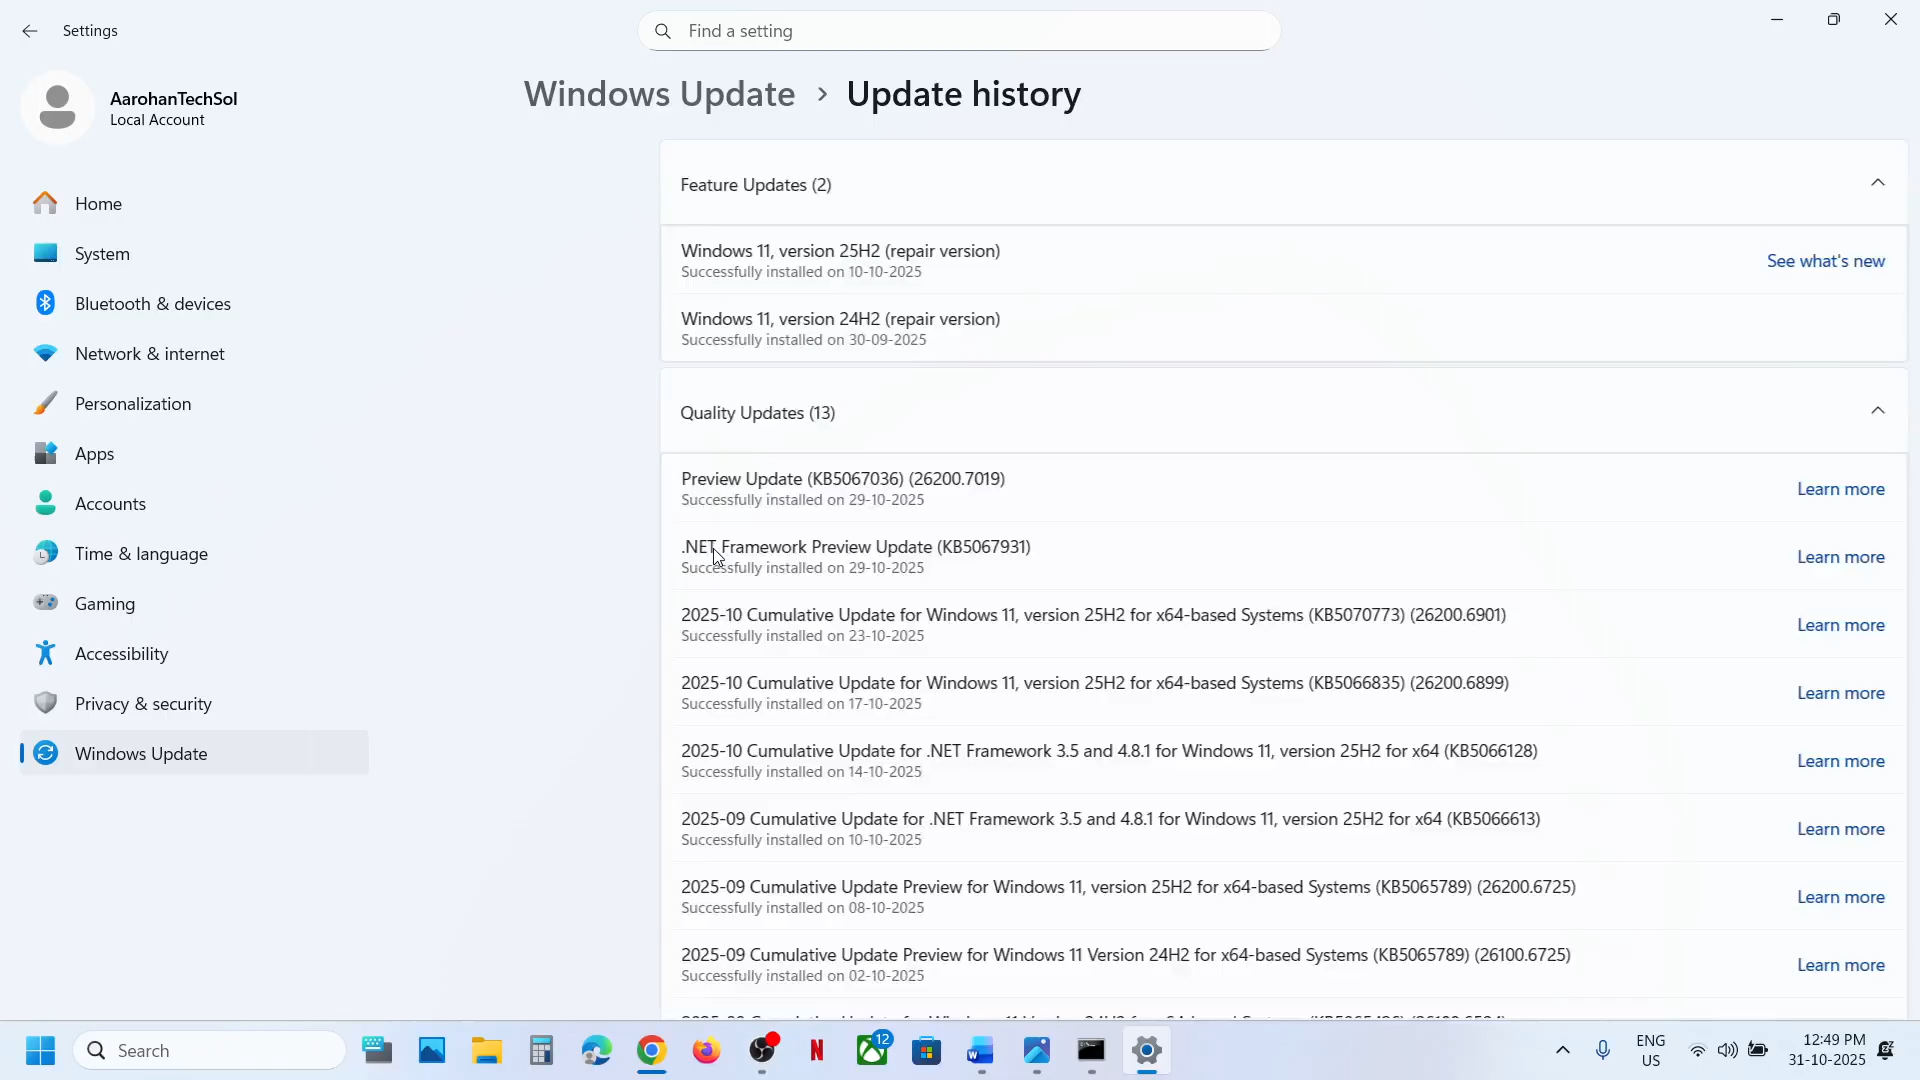 Settings
Find a setting
AarohanTechSol
Local Account
Windows Update > Update history
Home
System
Bluetooth & devices
Network & internet
Personalization
Apps
Accounts
Time & language
Gaming
Accessibility
Privacy & security
Windows Update
Feature Updates (2)
Windows 11, version 25H2 (repair version)
Successfully installed on 10-10-2025
See what's new
Windows 11, version 24H2 (repair version)
Successfully installed on 30-09-2025
Quality Updates (13)
Preview Update (KB5067036) (26200.7019)
Successfully installed on 29-10-2025
Learn more
.NET Framework Preview Update (KB5067931)
Successfully installed on 29-10-2025
Learn more
2025-10 Cumulative Update for Windows 11, version 25H2 for x64-based Systems (KB5070773) (26200.6901)
Successfully installed on 23-10-2025
Learn more
2025-10 Cumulative Update for Windows 11, version 25H2 for x64-based Systems (KB5066835) (26200.6899)
Successfully installed on 17-10-2025
Learn more
2025-10 Cumulative Update for .NET Framework 3.5 and 4.8.1 for Windows 11, version 25H2 for x64 (KB5066128)
Successfully installed on 14-10-2025
Learn more
2025-09 Cumulative Update for .NET Framework 3.5 and 4.8.1 for Windows 11, version 25H2 for x64 (KB5066613)
Successfully installed on 10-10-2025
Learn more
2025-09 Cumulative Update Preview for Windows 11, version 25H2 for x64-based Systems (KB5065789) (26200.6725)
Successfully installed on 08-10-2025
Learn more
2025-09 Cumulative Update Preview for Windows 11 Version 24H2 for x64-based Systems (KB5065789) (26100.6725)
Successfully installed on 02-10-2025
Learn more
Search
12
ENG
US
12:49 PM
31-10-2025